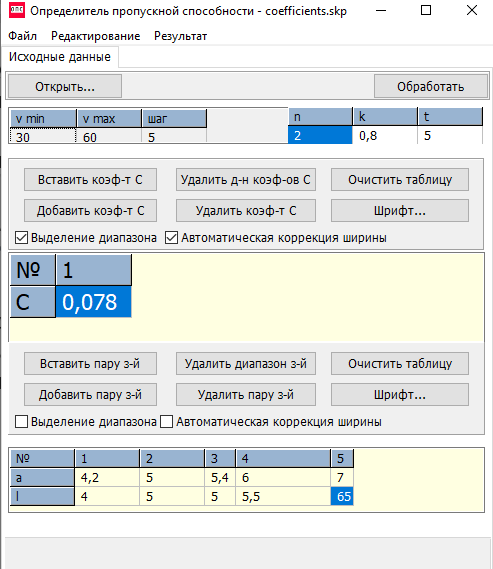 Определитель пропускной способности - coefficients.skp
Файл Редактирование Результат
Исходные данные
Открыть... Обработать
v min v max шаг n k t
30 60 5 2 0,8 5
Вставить коэф-т С Удалить д-н коэф-ов С Очистить таблицу
Добавить коэф-т С Удалить коэф-т С Шрифт...
Выделение диапазона Автоматическая коррекция ширины
№ 1
C 0,078
Вставить пару з-й Удалить диапазон з-й Очистить таблицу
Добавить пару з-й Удалить пару з-й Шрифт...
Выделение диапазона Автоматическая коррекция ширины
№ 1 2 3 4 5
a 4,2 5 5,4 6 7
l 4 5 5 5,5 65